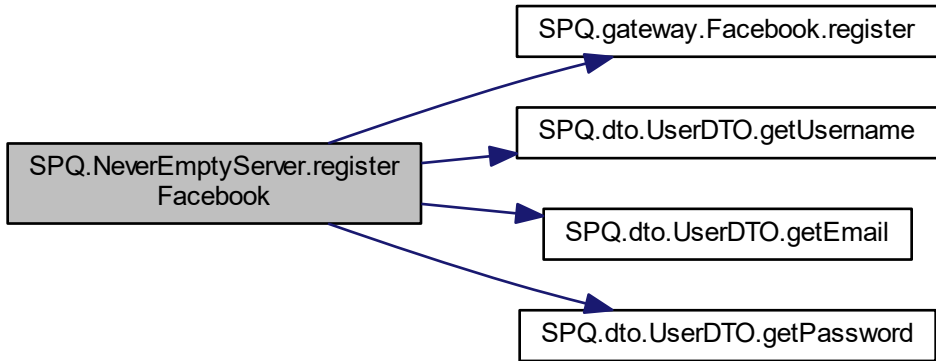 SPQ.NeverEmptyServer.register
Facebook
SPQ.gateway.Facebook.register
SPQ.dto.UserDTO.getUsername
SPQ.dto.UserDTO.getEmail
SPQ.dto.UserDTO.getPassword